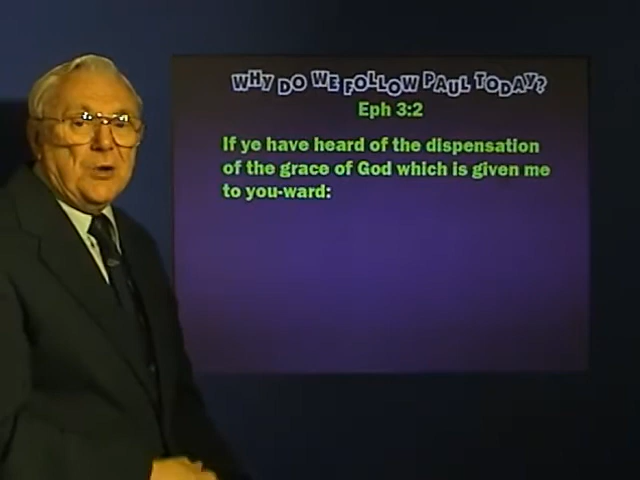 WHY DO WE FOLLOW PAUL TODAY?
Eph 3:2
If ye have heard of the dispensation
of the grace of God which is given me
to you-ward: